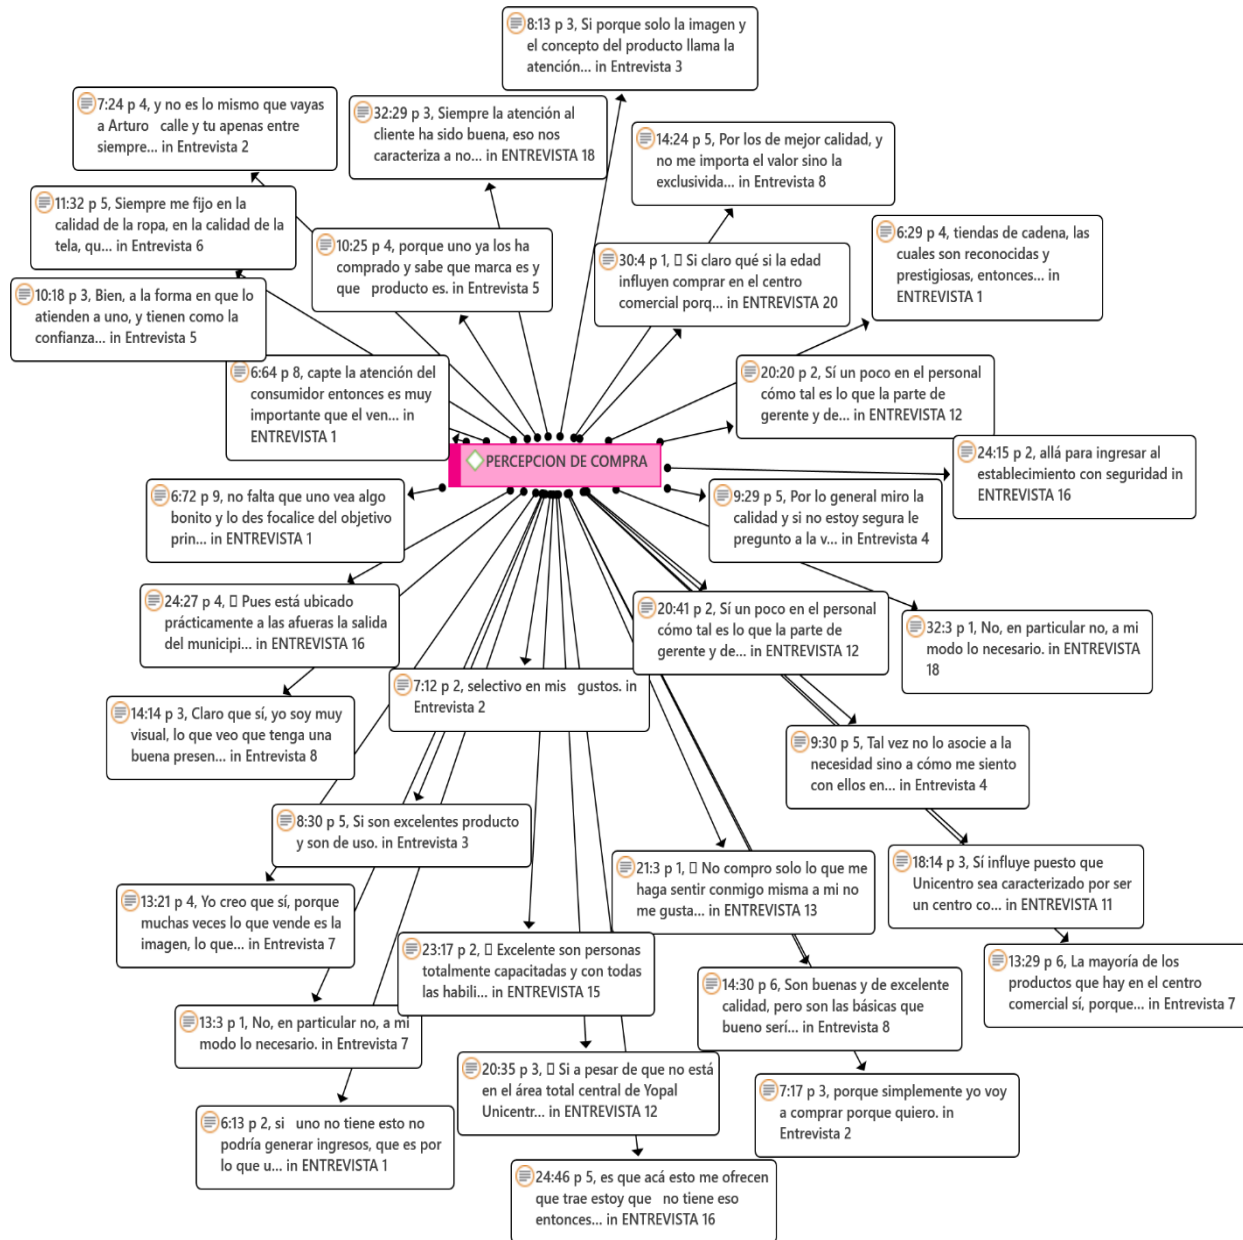 8:13 p 3, Si porque solo la imagen y
el concepto del producto llama la
atención... in Entrevista 3
7:24 p 4, y no es lo mismo que vayas
a Arturo calle y tu apenas entre
siempre... in Entrevista 2
32:29 p 3, Siempre la atención al
cliente ha sido buena, eso nos
caracteriza a no... in ENTREVISTA 18
14:24 p 5, Por los de mejor calidad, y
no me importa el valor sino la
exclusivida... in Entrevista 8
11:32 p 5, Siempre me fijo en la
calidad de la ropa, en la calidad de la
tela, qu... in Entrevista 6
10:25 p 4, porque uno ya los ha
comprado y sabe que marca es y
que producto es. in Entrevista 5
30:4 p 1, Si claro qué si la edad
influyen comprar en el centro
comercial porq... in ENTREVISTA 20
6:29 p 4, tiendas de cadena, las
cuales son reconocidas y
prestigiosas, entonces... in
ENTREVISTA 1
10:18 p 3, Bien, a la forma en que lo
atienden a uno, y tienen como la
confianza... in Entrevista 5
6:64 p 8, capte la atención del
consumidor entonces es muy
importante que el ven... in
ENTREVISTA 1
20:20 p 2, Sí un poco en el personal
cómo tal es lo que la parte de
gerente y de... in ENTREVISTA 12
PERCEPCION DE COMPRA
24:15 p 2, allá para ingresar al
establecimiento con seguridad in
ENTREVISTA 16
6:72 p 9, no falta que uno vea algo
bonito y lo des focalice del objetivo
prin... in ENTREVISTA 1
9:29 p 5, Por lo general miro la
calidad y si no estoy segura le
pregunto a la v... in Entrevista 4
24:27 p 4, Pues está ubicado
prácticamente a las afueras la salida
del municipi... in ENTREVISTA 16
20:41 p 2, Sí un poco en el personal
cómo tal es lo que la parte de
gerente y de... in ENTREVISTA 12
32:3 p 1, No, en particular no, a mi
modo lo necesario. in ENTREVISTA
18
7:12 p 2, selectivo en mis gustos. in
Entrevista 2
14:14 p 3, Claro que sí, yo soy muy
visual, lo que veo que tenga una
buena presen... in Entrevista 8
9:30 p 5, Tal vez no lo asocie a la
necesidad sino a cómo me siento
con ellos en... in Entrevista 4
8:30 p 5, Si son excelentes producto
y son de uso. in Entrevista 3
21:3 p 1, No compro solo lo que me
haga sentir conmigo misma a mi no
me gusta... in ENTREVISTA 13
18:14 p 3, Sí influye puesto que
Unicentro sea caracterizado por ser
un centro co... in ENTREVISTA 11
13:21 p 4, Yo creo que sí, porque
muchas veces lo que vende es la
imagen, lo que... in Entrevista 7
23:17 p 2, Excelente son personas
totalmente capacitadas y con todas
las habili... in ENTREVISTA 15
13:29 p 6, La mayoría de los
productos que hay en el centro
comercial sí, porque... in Entrevista 7
14:30 p 6, Son buenas y de excelente
calidad, pero son las básicas que
bueno serí... in Entrevista 8
13:3 p 1, No, en particular no, a mi
modo lo necesario. in Entrevista 7
20:35 p 3, Si a pesar de que no está
en el área total central de Yopal
Unicentr... in ENTREVISTA 12
7:17 p 3, porque simplemente yo voy
a comprar porque quiero. in
Entrevista 2
6:13 p 2, si uno no tiene esto no
podría generar ingresos, que es por
lo que u... in ENTREVISTA 1
24:46 p 5, es que acá esto me ofrecen
que trae estoy que no tiene eso
entonces... in ENTREVISTA 16